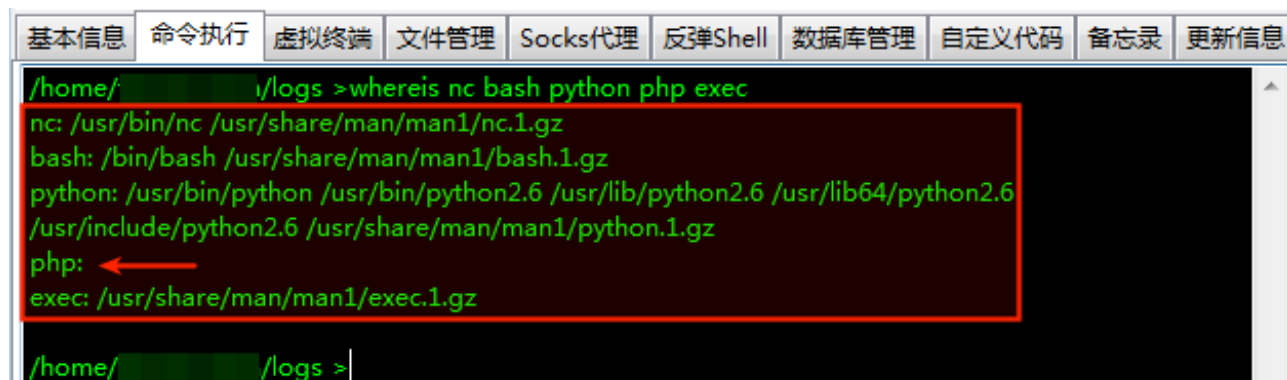 基本信息 命令执行 虚拟终端 文件管理 Socks代理 反弹Shell 数据库管理 自定义代码 备忘录 更新信息
/home/ /logs >whereis nc bash python php exec
nc: /usr/bin/nc /usr/share/man/man1/nc.1.gz
bash: /bin/bash /usr/share/man/man1/bash.1.gz
python: /usr/bin/python /usr/bin/python2.6 /usr/lib/python2.6 /usr/lib64/python2.6
/usr/include/python2.6 /usr/share/man/man1/python.1.gz
php:
exec: /usr/share/man/man1/exec.1.gz
/home/ /logs >